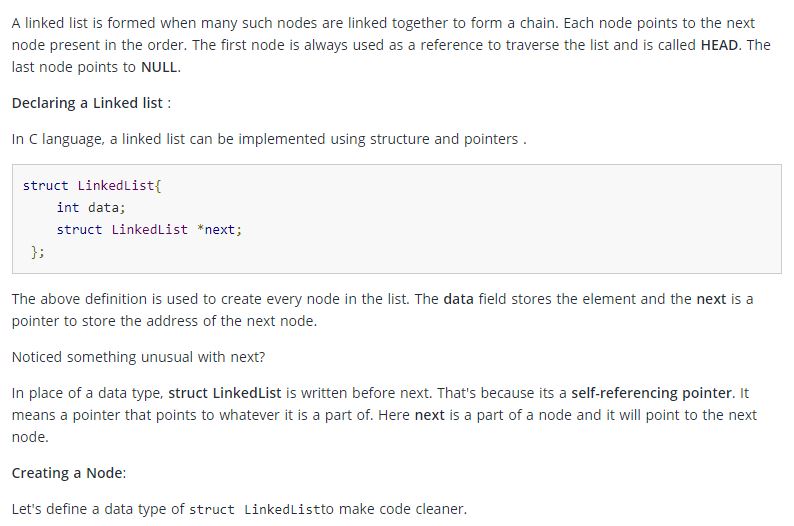 A linked list is formed when many such nodes are linked together to form a chain. Each node points to the next
node present in the order. The first node is always used as a reference to traverse the list and is called HEAD. The
last node points to NULL.
Declaring a Linked list :
In C language, a linked list can be implemented using structure and pointers .
struct LinkedList{
    int data;
    struct LinkedList *next;
 };
The above definition is used to create every node in the list. The data field stores the element and the next is a
pointer to store the address of the next node.
Noticed something unusual with next?
In place of a data type, struct LinkedList is written before next. That's because its a self-referencing pointer. It
means a pointer that points to whatever it is a part of. Here next is a part of a node and it will point to the next
node.
Creating a Node:
Let's define a data type of struct LinkedListto make code cleaner.